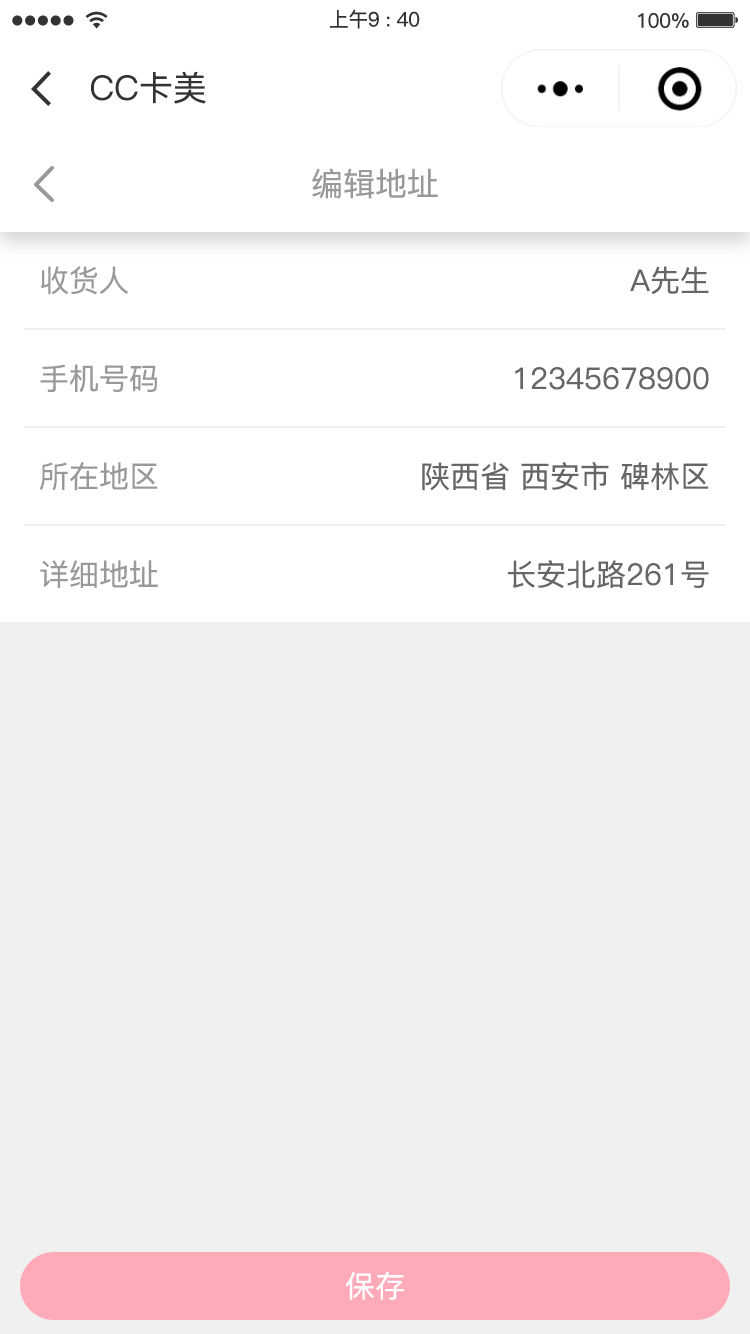 上午9 : 40
100%
CC卡美
编辑地址
收货人 A先生
手机号码 12345678900
所在地区 陕西省 西安市 碑林区
详细地址 长安北路261号
保存